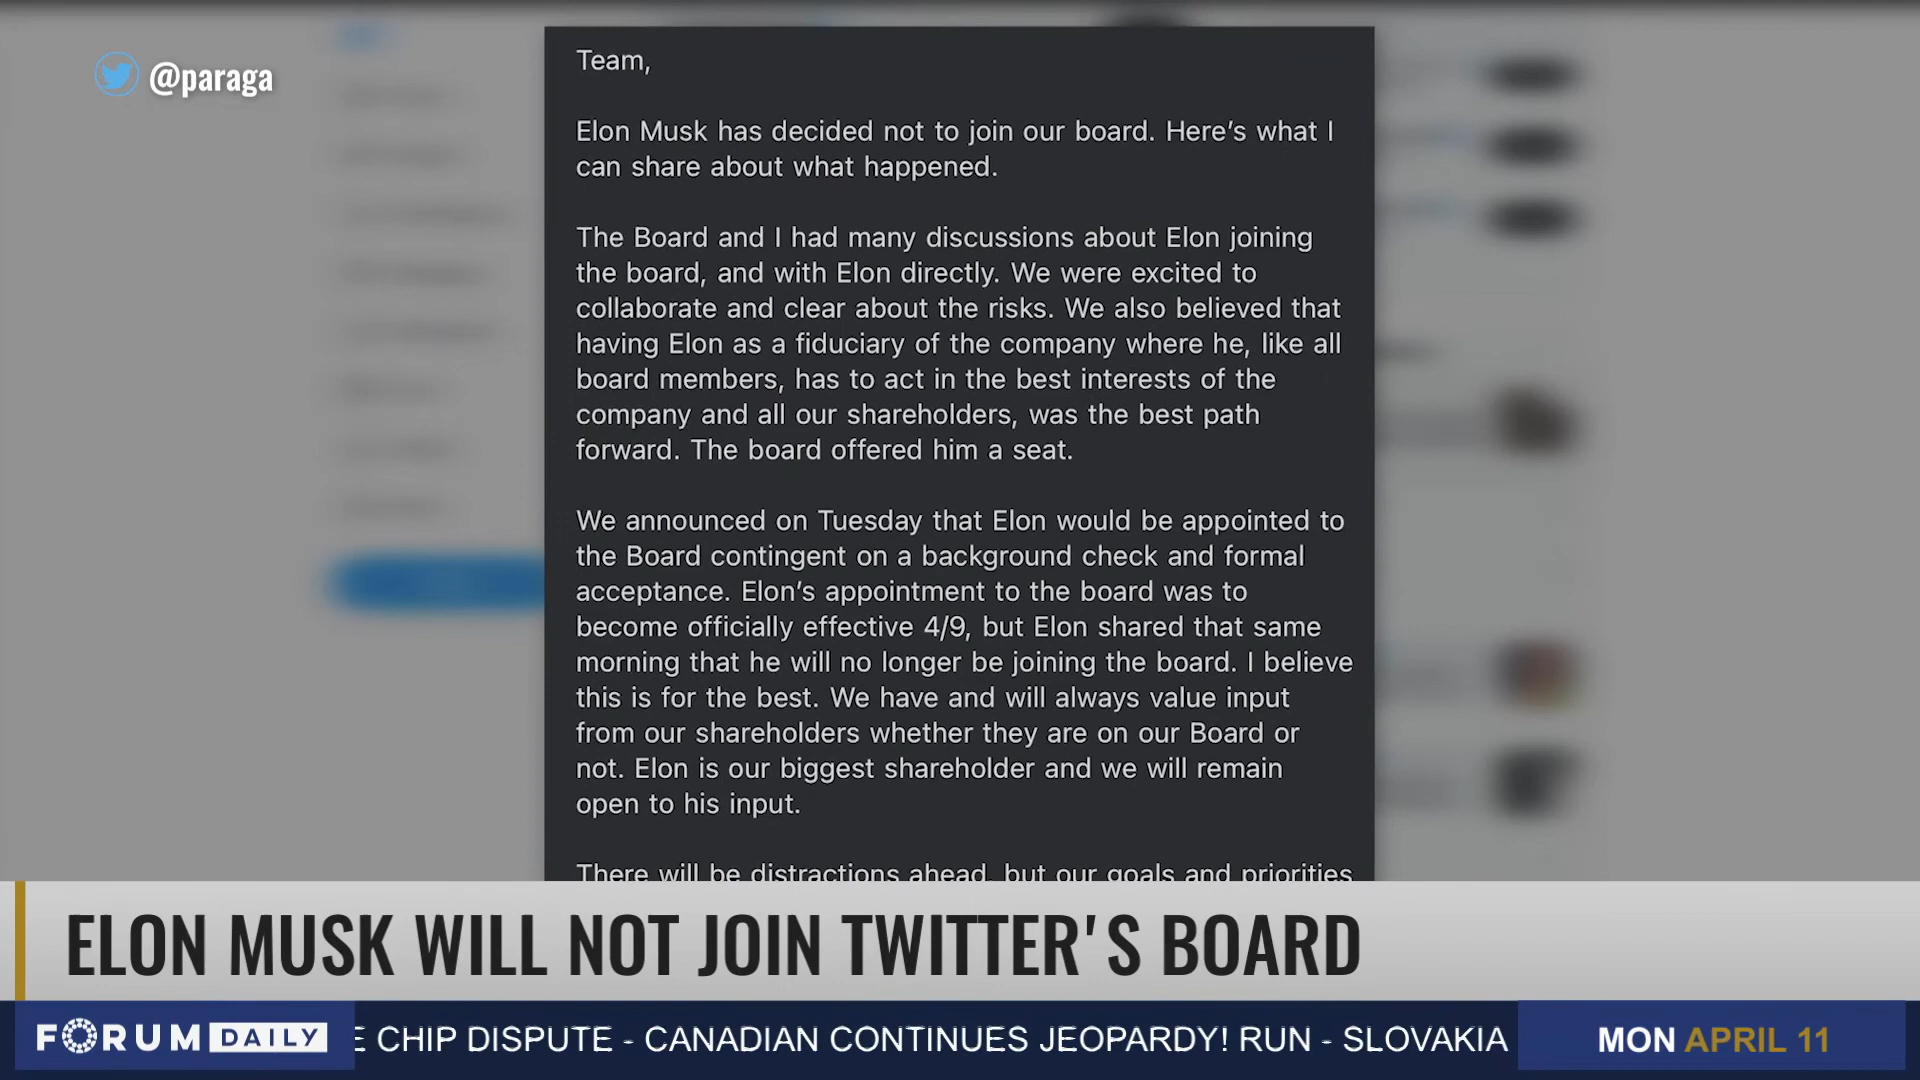 @paraga
Team,
Elon Musk has decided not to join our board. Here’s what I
can share about what happened.
The Board and I had many discussions about Elon joining
the board, and with Elon directly. We were excited to
collaborate and clear about the risks. We also believed that
having Elon as a fiduciary of the company where he, like all
board members, has to act in the best interests of the
company and all our shareholders, was the best path
forward. The board offered him a seat.
We announced on Tuesday that Elon would be appointed to
the Board contingent on a background check and formal
acceptance. Elon’s appointment to the board was to
become officially effective 4/9, but Elon shared that same
morning that he will no longer be joining the board. I believe
this is for the best. We have and will always value input
from our shareholders whether they are on our Board or
not. Elon is our biggest shareholder and we will remain
open to his input.
There will be distractions ahead, but our goals and priorities
ELON MUSK WILL NOT JOIN TWITTER'S BOARD
FORUM DAILY
E CHIP DISPUTE - CANADIAN CONTINUES JEOPARDY! RUN - SLOVAKIA
MON APRIL 11